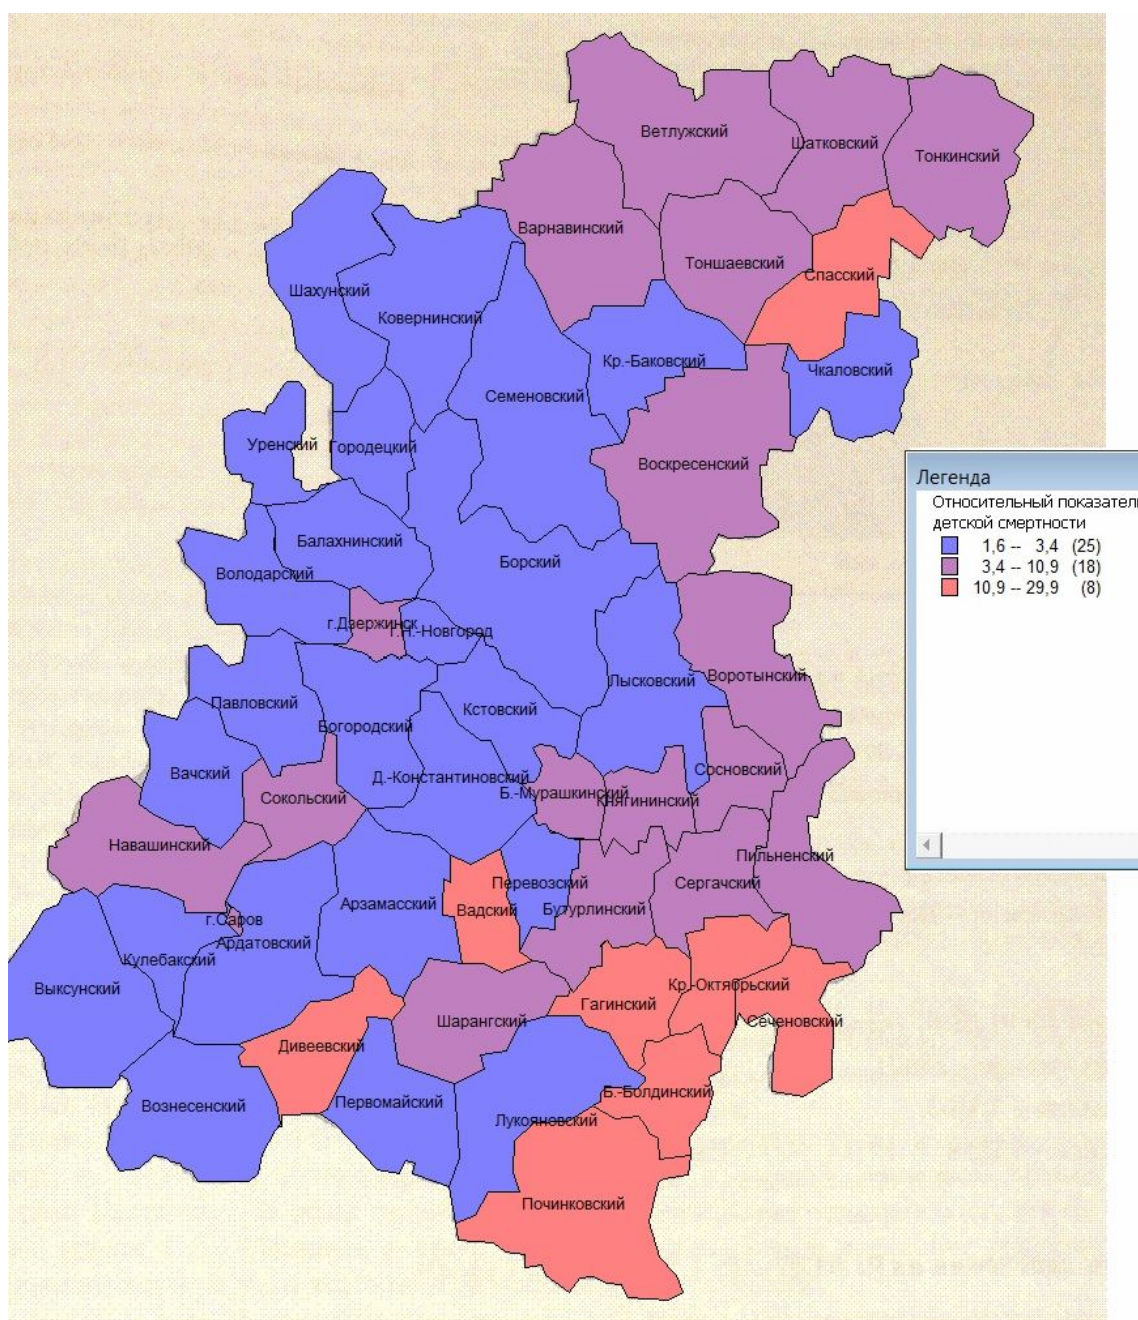 Ветлужский
Шатковский
Тонкинский
Варнавинский
Тоншаевский
Спасский
Шахунский
Ковернинский
Кр.-Баковский
Чкаловский
Семеновский
Уренский
Городецкий
Воскресенский
Балахнинский
Борский
Володарский
г.Дзержинск
г.Н.-Новгород
Лысковский
Воротынский
Павловский
Кстовский
Богородский
Вачский
Д.-Константиновский
Сосновский
Б.-Мурашкинский
Княгининский
Сокольский
Навашинский
Пильненский
Перевозский
Сергачский
Арзамасский
Вадский
Бутурлинский
г.Саров
Ардатовский
Кулебакский
Выксунский
Кр.-Октябрьский
Гагинский
Шарангский
Сеченовский
Дивеевский
Б.-Болдинский
Вознесенский
Первомайский
Лукояновский
Починковский
Легенда
Относительный показатель
детской смертности
1,6 -- 3,4 (25)
3,4 -- 10,9 (18)
10,9 -- 29,9 (8)